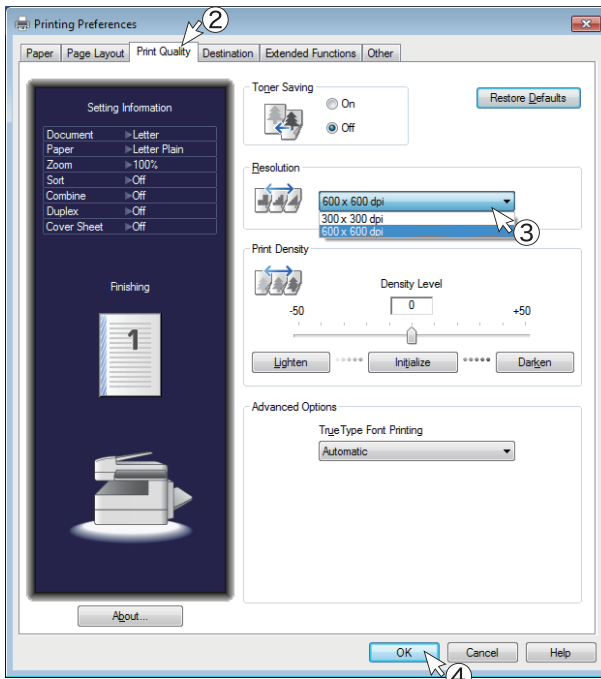 Printing Preferences
2
Paper Page Layout Print Quality Destination Extended Functions Other
Setting Information
Document Letter
Paper Letter Plain
Zoom 100%
Sort Off
Combine Off
Duplex Off
Cover Sheet Off
Finishing
1
About...
Toner Saving
On
Off
Restore Defaults
Resolution
600 x 600 dpi
300 x 300 dpi
600 x 600 dpi
3
Print Density
Density Level
-50 0 +50
Lighten Initialize Darken
Advanced Options
TrueType Font Printing
Automatic
OK Cancel Help
4